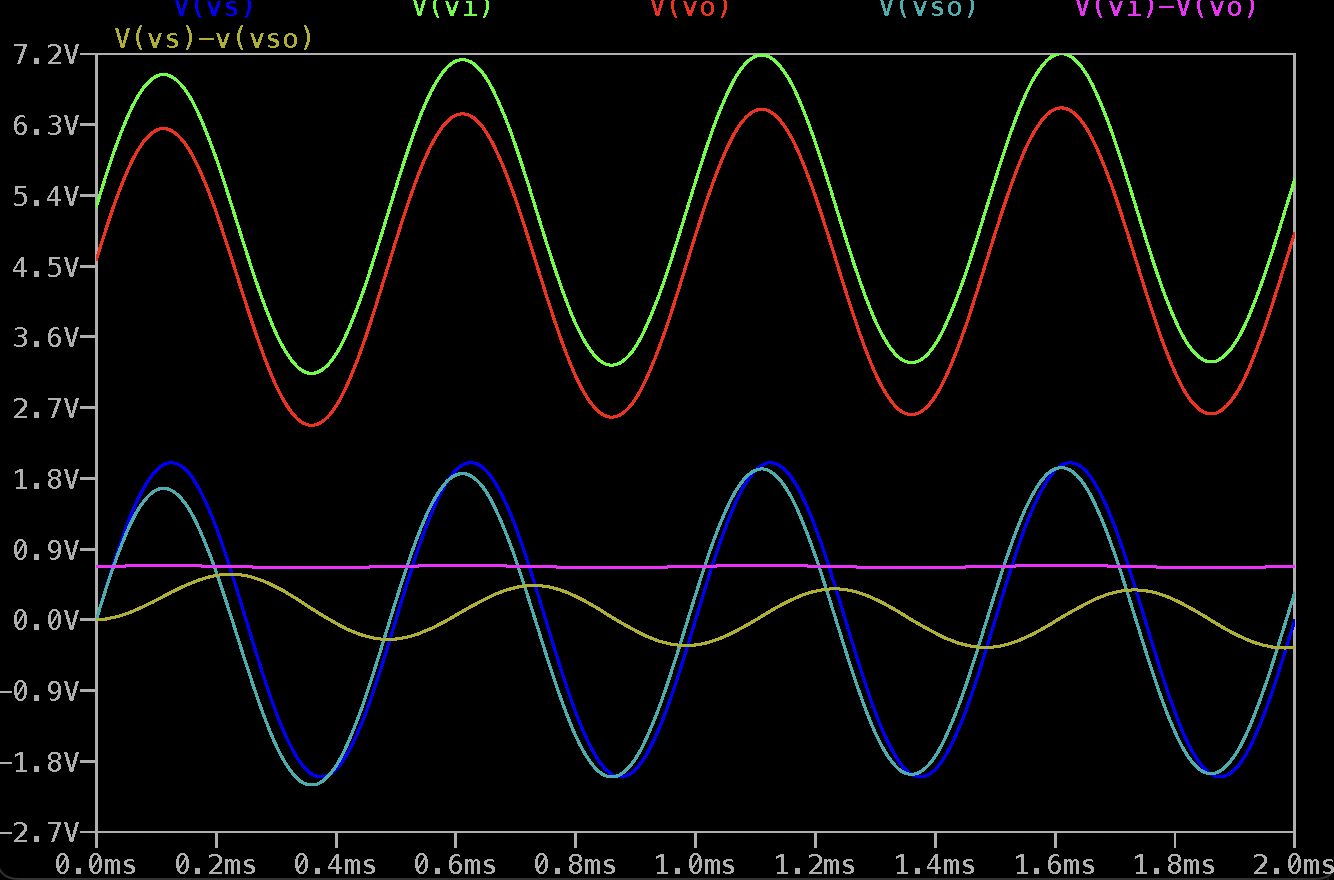 V(vs) V(vi) V(vo) V(vso) V(vi)−V(vo)
V(vs)−v(vso)
7.2V
6.3V
5.4V
4.5V
3.6V
2.7V
1.8V
0.9V
0.0V
−0.9V
−1.8V
−2.7V
0.0ms 0.2ms 0.4ms 0.6ms 0.8ms 1.0ms 1.2ms 1.4ms 1.6ms 1.8ms 2.0ms